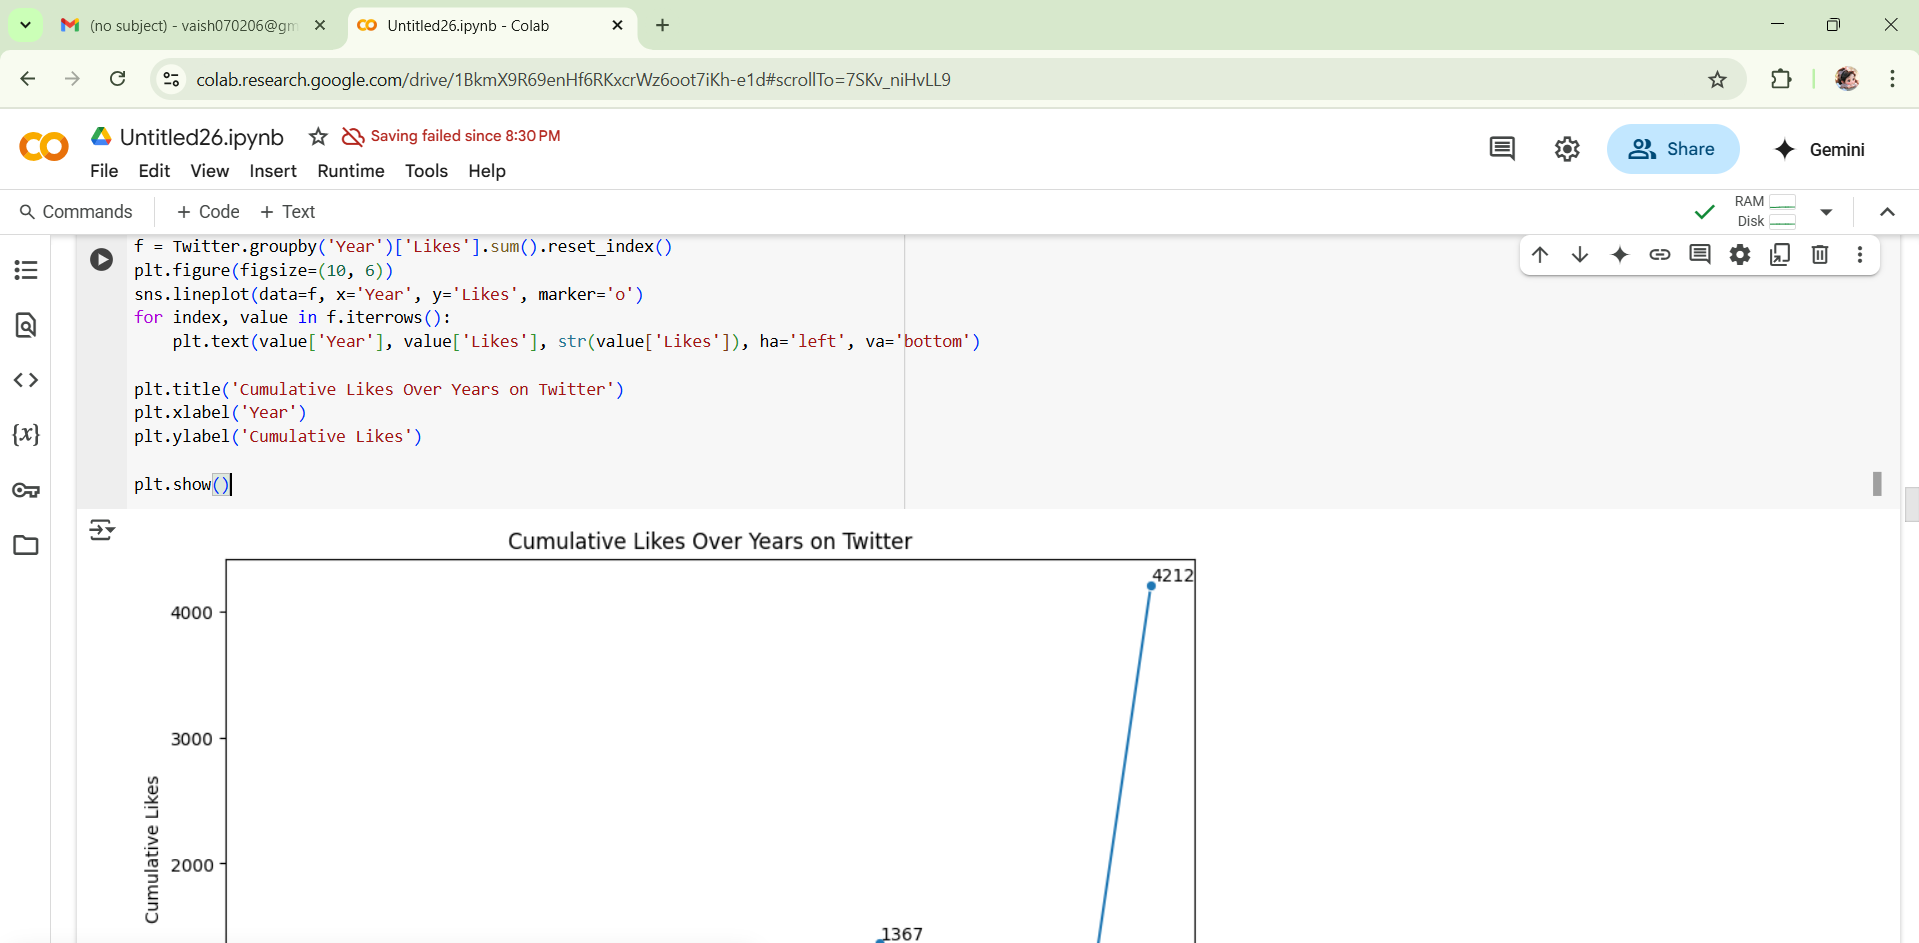 (no subject) - vaish070206@gm
Untitled26.ipynb - Colab
colab.research.google.com/drive/1BkmX9R69enHf6RKxcrWz6oot7iKh-e1d#scrollTo=7SKv_niHvLL9
Untitled26.ipynb
Saving failed since 8:30 PM
File Edit View Insert Runtime Tools Help
Share
Gemini
Commands + Code + Text
RAM
Disk
f = Twitter.groupby('Year')['Likes'].sum().reset_index()
plt.figure(figsize=(10, 6))
sns.lineplot(data=f, x='Year', y='Likes', marker='o')
for index, value in f.iterrows():
    plt.text(value['Year'], value['Likes'], str(value['Likes']), ha='left', va='bottom')
plt.title('Cumulative Likes Over Years on Twitter')
plt.xlabel('Year')
plt.ylabel('Cumulative Likes')
plt.show()
Cumulative Likes Over Years on Twitter
4212
4000
3000
2000
Cumulative Likes
1367